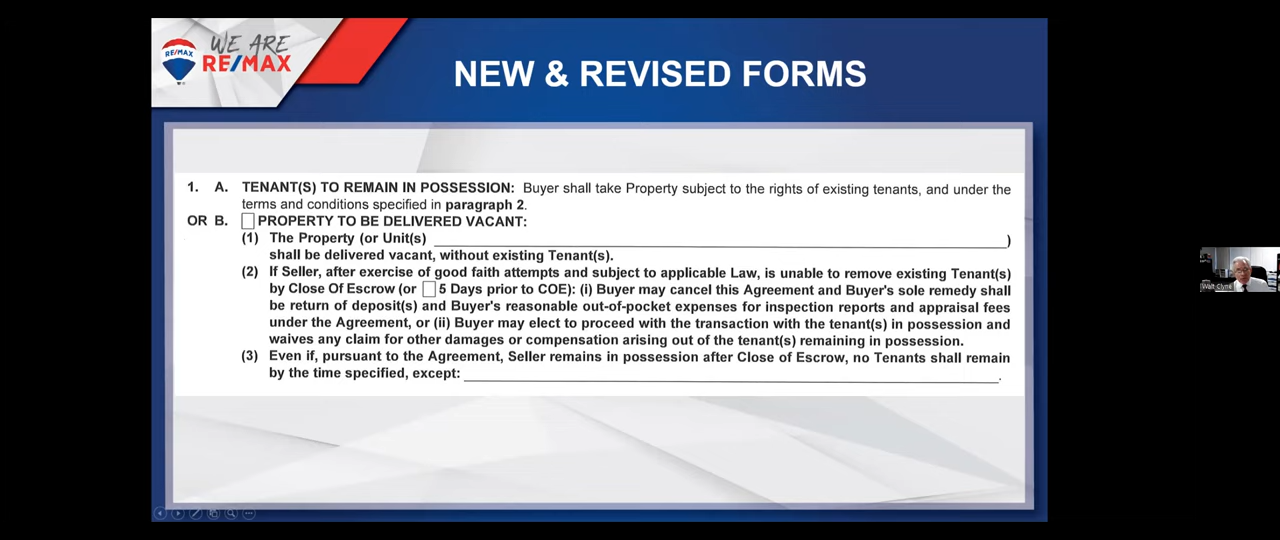 WE ARE
RE/MAX
RE/MAX
NEW & REVISED FORMS
1. A. TENANT(S) TO REMAIN IN POSSESSION: Buyer shall take Property subject to the rights of existing tenants, and under the
terms and conditions specified in paragraph 2.
OR B. PROPERTY TO BE DELIVERED VACANT:
(1) The Property (or Unit(s) )
shall be delivered vacant, without existing Tenant(s).
(2) If Seller, after exercise of good faith attempts and subject to applicable Law, is unable to remove existing Tenant(s)
by Close Of Escrow (or 5 Days prior to COE): (i) Buyer may cancel this Agreement and Buyer's sole remedy shall
be return of deposit(s) and Buyer's reasonable out-of-pocket expenses for inspection reports and appraisal fees
under the Agreement, or (ii) Buyer may elect to proceed with the transaction with the tenant(s) in possession and
waives any claim for other damages or compensation arising out of the tenant(s) remaining in possession.
(3) Even if, pursuant to the Agreement, Seller remains in possession after Close of Escrow, no Tenants shall remain
by the time specified, except: .
Walt Clyne